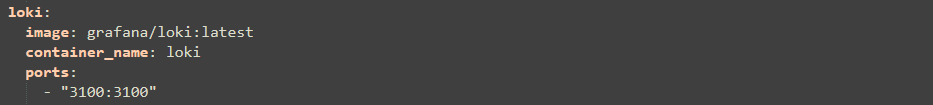 loki:
  image: grafana/loki:latest
  container_name: loki
  ports:
    - "3100:3100"